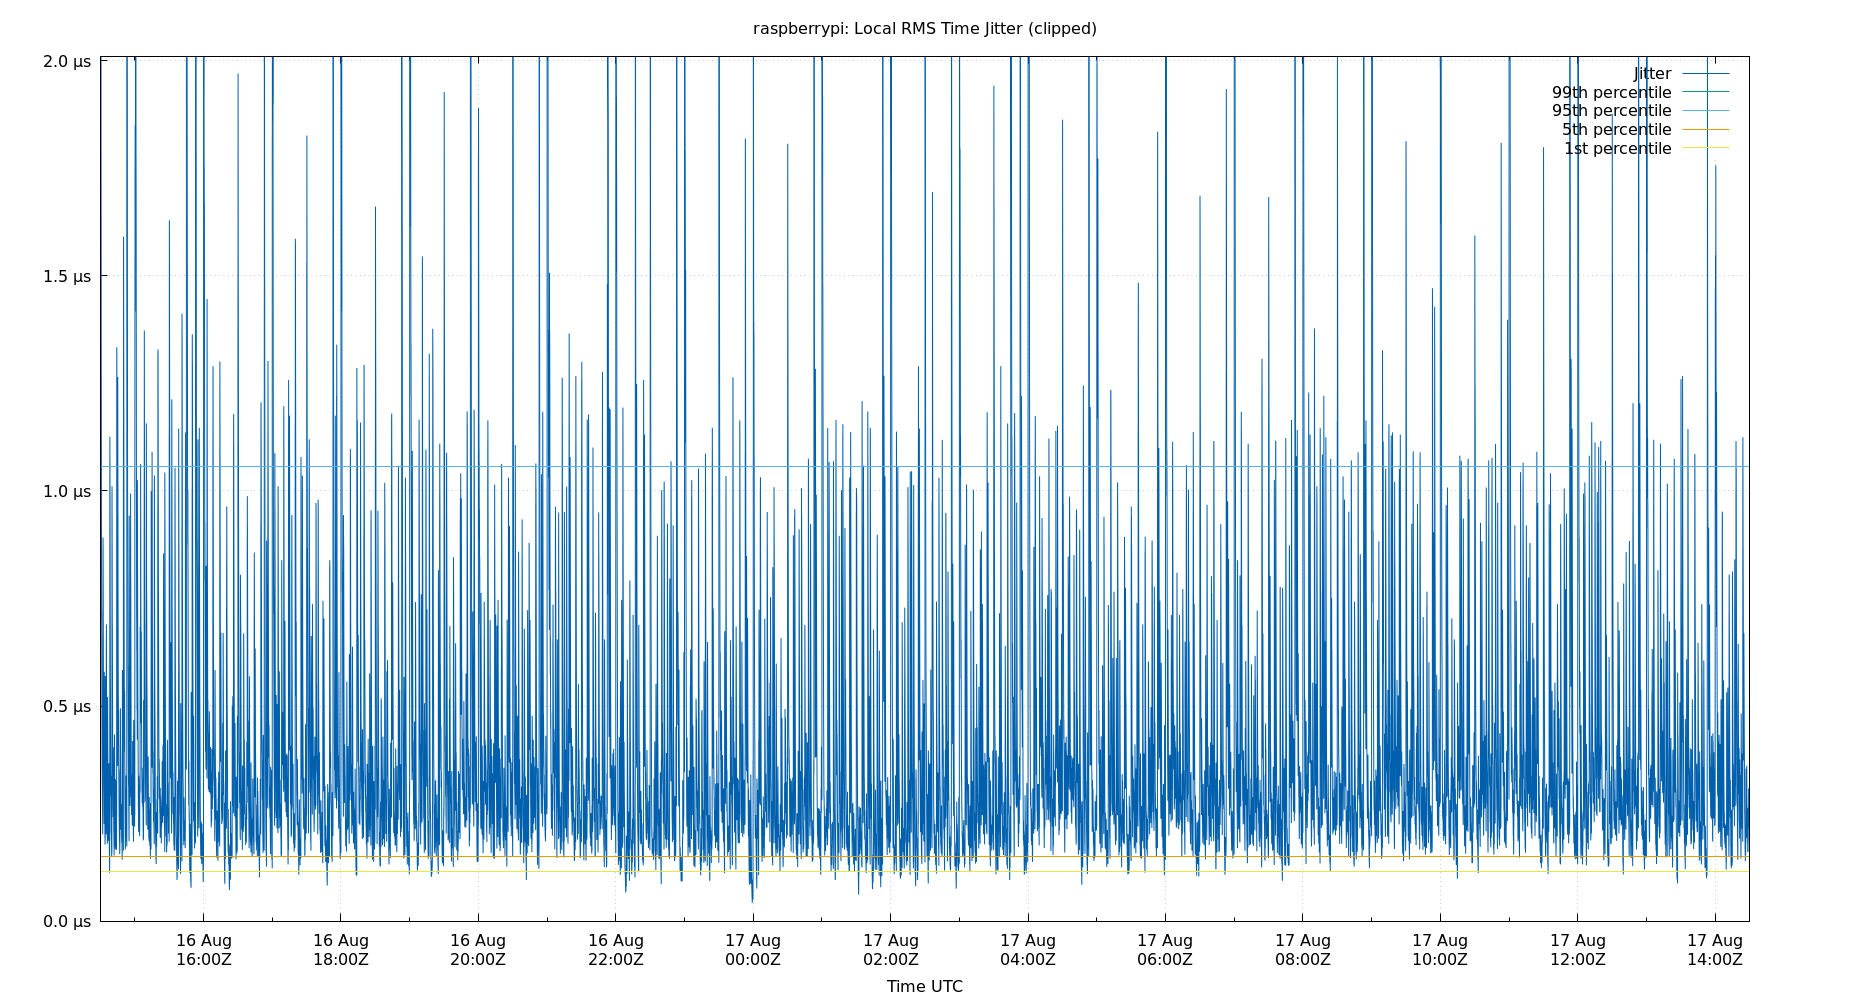 raspberrypi: Local RMS Time Jitter (clipped)
2.0 µs
1.5 µs
1.0 µs
0.5 µs
0.0 µs
Jitter
99th percentile
95th percentile
5th percentile
1st percentile
16 Aug 16 Aug 16 Aug 16 Aug 17 Aug 17 Aug 17 Aug 17 Aug 17 Aug 17 Aug 17 Aug 17 Aug
16:00Z 18:00Z 20:00Z 22:00Z 00:00Z 02:00Z 04:00Z 06:00Z 08:00Z 10:00Z 12:00Z 14:00Z
Time UTC